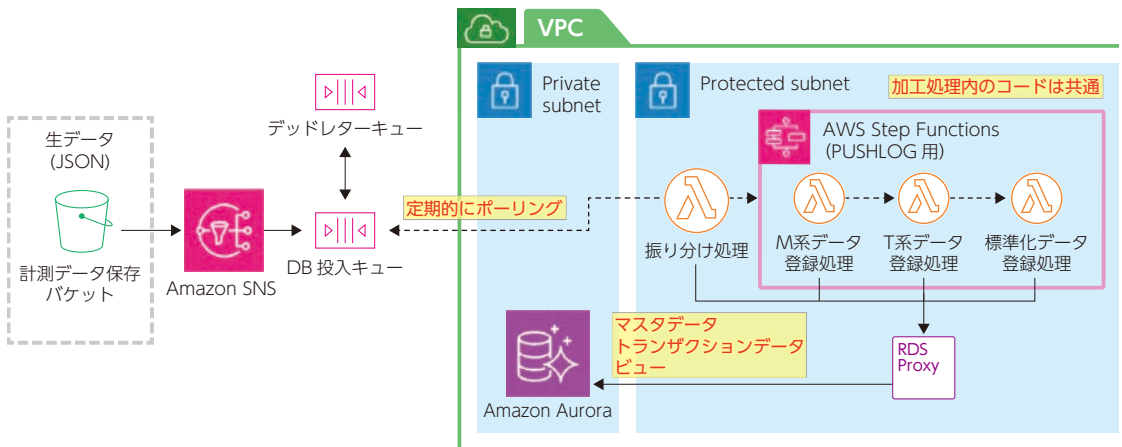 VPC
Private
subnet
Protected subnet
加工処理内のコードは共通
生データ
(JSON)
計測データ保存
バケット
Amazon SNS
デッドレターキュー
DB 投入キュー
定期的にポーリング
振り分け処理
AWS Step Functions
(PUSHLOG 用)
M系データ
登録処理
T系データ
登録処理
標準化データ
登録処理
マスタデータ
トランザクションデータ
ビュー
RDS
Proxy
Amazon Aurora